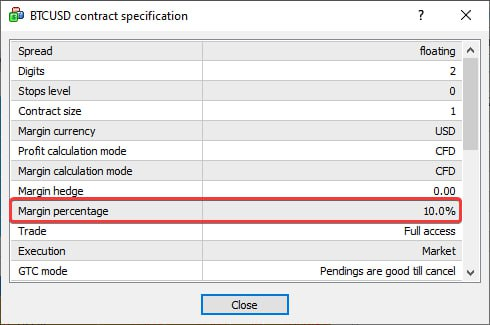 BTCUSD contract specification
Spread floating
Digits 2
Stops level 0
Contract size 1
Margin currency USD
Profit calculation mode CFD
Margin calculation mode CFD
Margin hedge 0.00
Margin percentage 10.0%
Trade Full access
Execution Market
GTC mode Pendings are good till cancel
Close